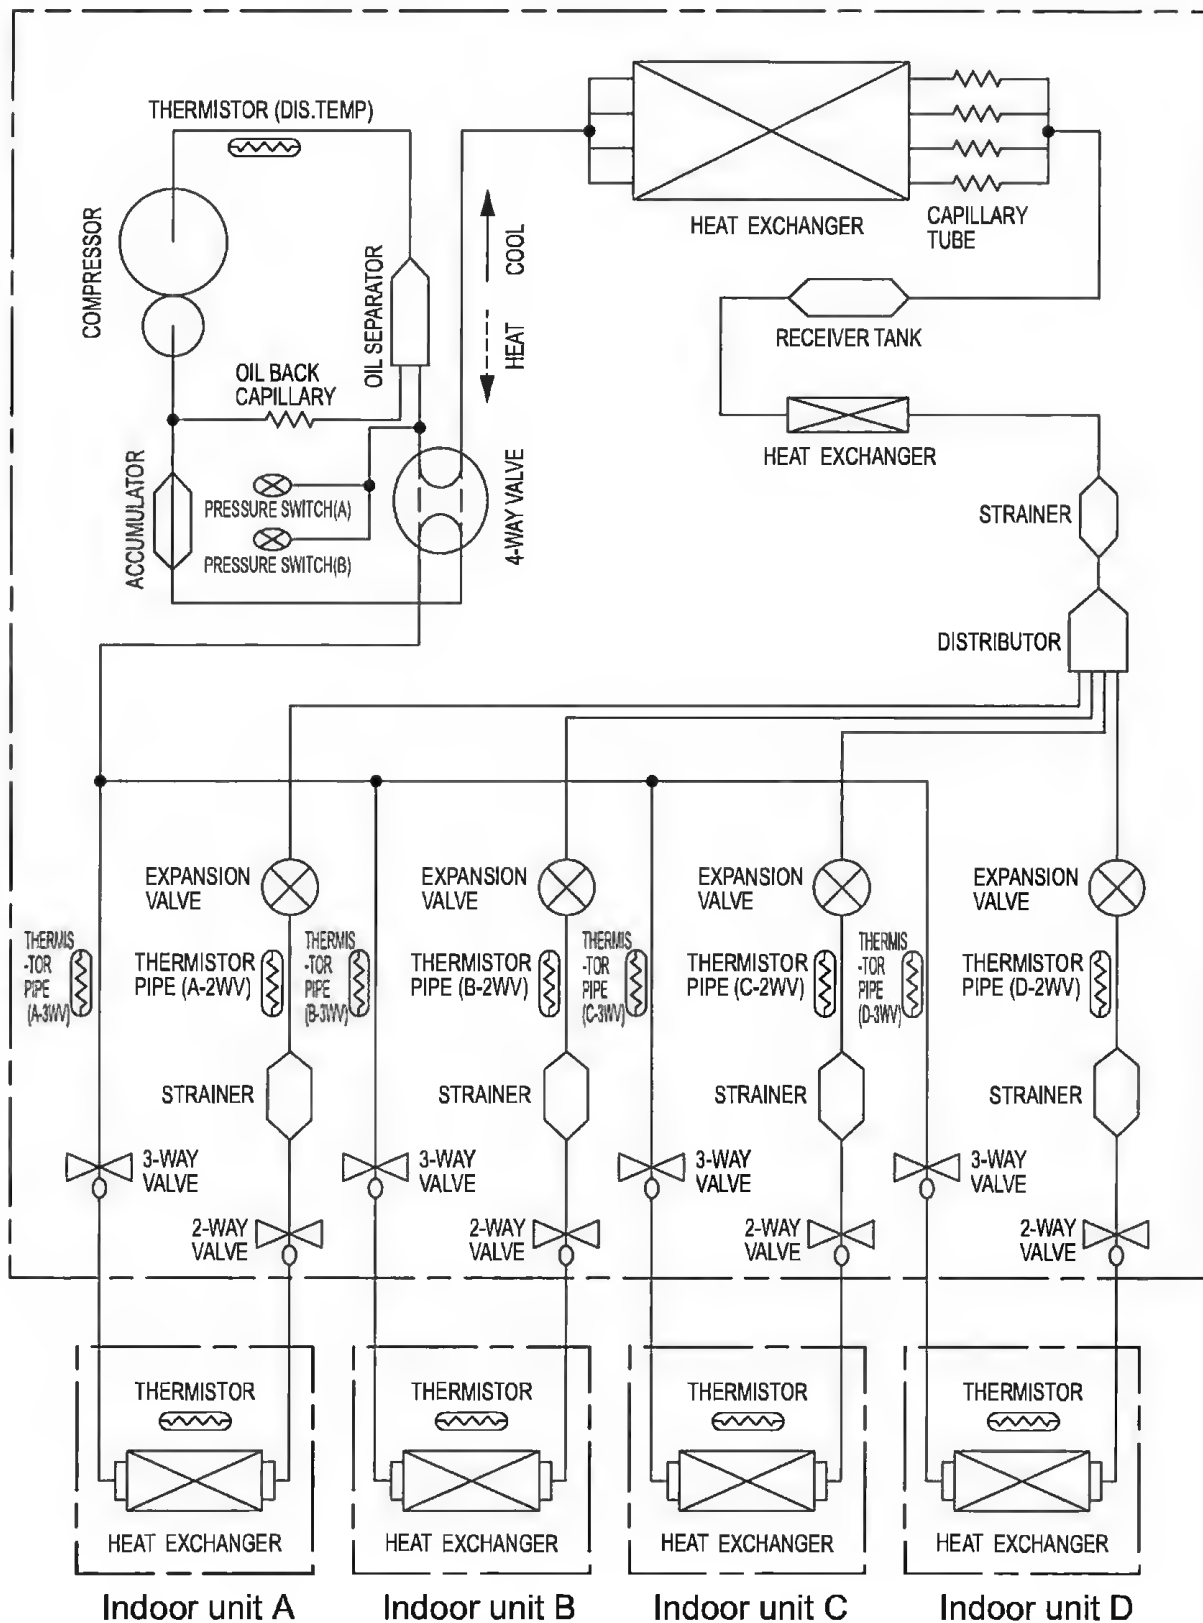 THERMISTOR (DIS.TEMP)
COMPRESSOR
OIL SEPARATOR
COOL
HEAT
HEAT EXCHANGER
CAPILLARY
TUBE
RECEIVER TANK
OIL BACK
CAPILLARY
HEAT EXCHANGER
ACCUMULATOR
PRESSURE SWITCH(A)
PRESSURE SWITCH(B)
4-WAY VALVE
STRAINER
DISTRIBUTOR
EXPANSION
VALVE
EXPANSION
VALVE
EXPANSION
VALVE
EXPANSION
VALVE
THERMIS
-TOR
PIPE
(A-3WV)
THERMISTOR
PIPE (A-2WV)
THERMIS
-TOR
PIPE
(B-3WV)
THERMISTOR
PIPE (B-2WV)
THERMIS
-TOR
PIPE
(C-3WV)
THERMISTOR
PIPE (C-2WV)
THERMIS
-TOR
PIPE
(D-3WV)
THERMISTOR
PIPE (D-2WV)
STRAINER
STRAINER
STRAINER
STRAINER
3-WAY
VALVE
3-WAY
VALVE
3-WAY
VALVE
3-WAY
VALVE
2-WAY
VALVE
2-WAY
VALVE
2-WAY
VALVE
2-WAY
VALVE
THERMISTOR
THERMISTOR
THERMISTOR
THERMISTOR
HEAT EXCHANGER
HEAT EXCHANGER
HEAT EXCHANGER
HEAT EXCHANGER
Indoor unit A
Indoor unit B
Indoor unit C
Indoor unit D